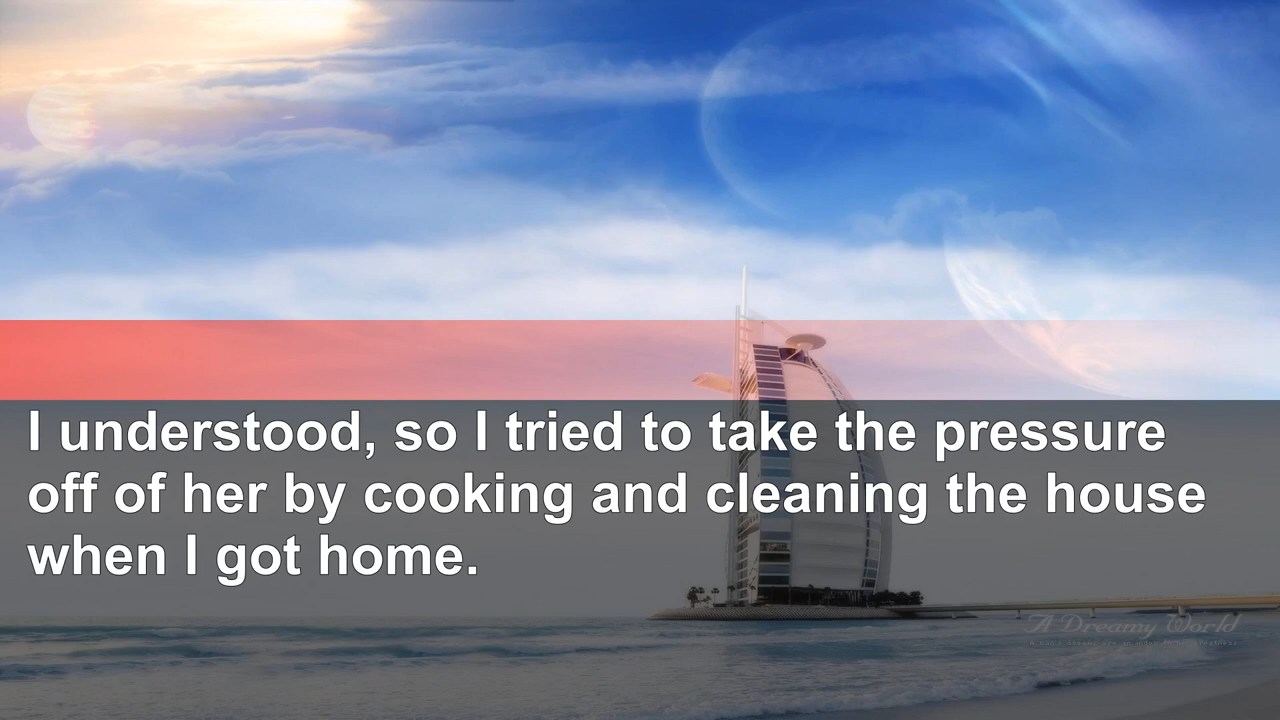 I understood, so I tried to take the pressure
off of her by cooking and cleaning the house
when I got home.
A Dreamy World